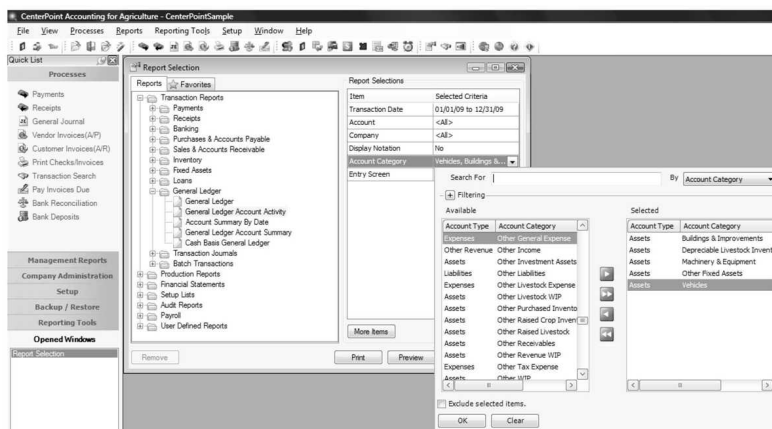 CenterPoint Accounting for Agriculture - CenterPointSample
File View Processes Reports Reporting Tools Setup Window Help
Quick List
Processes
Payments
Receipts
General Journal
Vendor Invoices(A/P)
Customer Invoices(A/R)
Print Checks/Invoices
Transaction Search
Pay Invoices Due
Bank Reconciliation
Bank Deposits
Management Reports
Company Administration
Setup
Backup / Restore
Reporting Tools
Opened Windows
Report Selection
Report Selection
Reports Favorites
Transaction Reports
Payments
Receipts
Banking
Purchases & Accounts Payable
Sales & Accounts Receivable
Inventory
Fixed Assets
Loans
General Ledger
General Ledger
General Ledger Account Activity
Account Summary By Date
General Ledger Account Summary
Cash Basis General Ledger
Transaction Journals
Batch Transactions
Production Reports
Financial Statements
Setup Lists
Audit Reports
Payroll
User Defined Reports
Remove
Report Selections
Item Selected Criteria
Transaction Date 01/01/09 to 12/31/09
Account <All>
Company <All>
Display Notation No
Account Category Vehicles, Buildings &...
Entry Screen
More Items
Print Preview
Search For By Account Category
Filtering
Available
Account Type Account Category
Expenses Other General Expense
Other Revenue Other Income
Assets Other Investment Assets
Liabilities Other Liabilities
Expenses Other Livestock Expense
Assets Other Livestock WIP
Assets Other Purchased Invento
Assets Other Raised Crop Inven
Assets Other Raised Livestock
Assets Other Receivables
Assets Other Revenue WIP
Expenses Other Tax Expense
Assets Other WIP
Selected
Account Type Account Category
Assets Buildings & Improvements
Assets Depreciable Livestock Invent
Assets Machinery & Equipment
Assets Other Fixed Assets
Assets Vehicles
Exclude selected items.
OK Clear